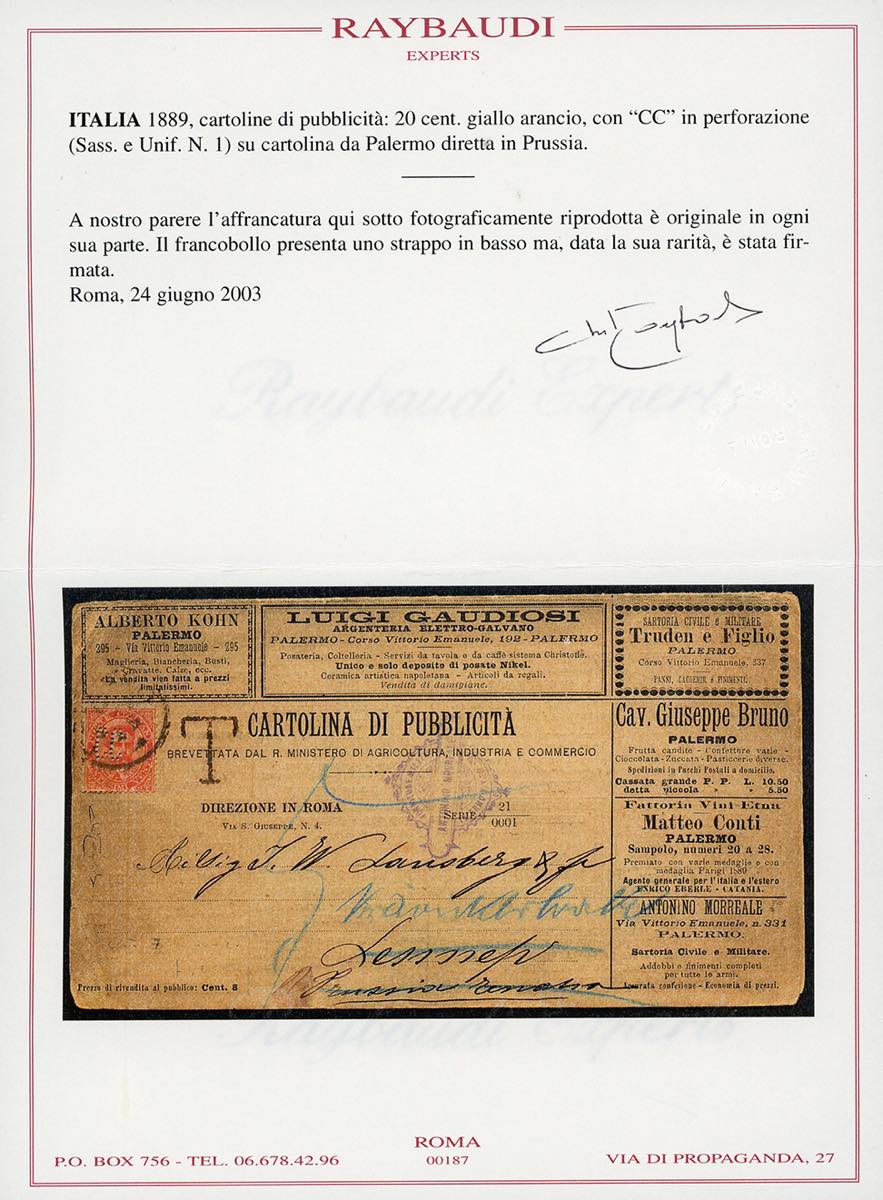 RAYBAUDI
EXPERTS
ITALIA 1889, cartoline di pubblicità: 20 cent. giallo arancio, con “CC” in perforazione
(Sass. e Unif. N. 1) su cartolina da Palermo diretta in Prussia.
A nostro parere l’affrancatura qui sotto fotograficamente riprodotta è originale in ogni
sua parte. Il francobollo presenta uno strappo in basso ma, data la sua rarità, è stata fir-
mata.
Roma, 24 giugno 2003
Raybaudi Experts
ALBERTO KOHN
PALERMO
295 - Via Vittorio Emanuele - 295
Maglieria, Biancheria, Busti,
Cravatte, Calze, ecc.
La vendita vien fatta a prezzi
limitatissimi.
LUIGI GAUDIOSI
ARGENTERIA ELETTRO-GALVANO
PALERMO - Corso Vittorio Emanuele, 192 - PALERMO
Posateria, Coltelleria - Servizi da tavola e da caffè sistema Christofle.
Unico e solo deposito di posate Nikel.
Ceramica artistica napoletana - Articoli da regali.
Vendita di damigiane.
SARTORIA CIVILE e MILITARE
Truden e Figlio
PALERMO
Corso Vittorio Emanuele, 337
PANNI, e FINIMENTI.
T
CARTOLINA DI PUBBLICITÀ
BREVETTATA DAL R. MINISTERO DI AGRICOLTURA, INDUSTRIA E COMMERCIO
DIREZIONE IN ROMA
VIA S. GIUSEPPE, N. 4.
SERIE 21
0001
W. Lansberg
Lennep
Prussia
Prezzo di rivendita al pubblico: Cent. 8
Cav. Giuseppe Bruno
PALERMO
Frutta candite - Confetture varie -
Cioccolata - Zuccata - Pasticcerie diverse.
Spedizioni in Pacchi Postali a domicilio.
Cassata grande P. P. L. 10.50
detta piccola » » 5.50
Fattoria Vini Etna
Matteo Conti
PALERMO
Sampolo, numeri 20 a 28.
Premiato con varie medaglie e con
medaglia Parigi 1889
Agente generale per l'italia e l'estero
ENRICO EBERLE - CATANIA.
ANTONINO MORREALE
Via Vittorio Emanuele, n. 331
PALERMO.
Sartoria Civile e Militare.
Addobbi e finimenti completi
per tutte le armi.
Accurata confezione - Economia di prezzi.
ROMA
P.O. BOX 756 - TEL. 06.678.42.96
00187
VIA DI PROPAGANDA, 27